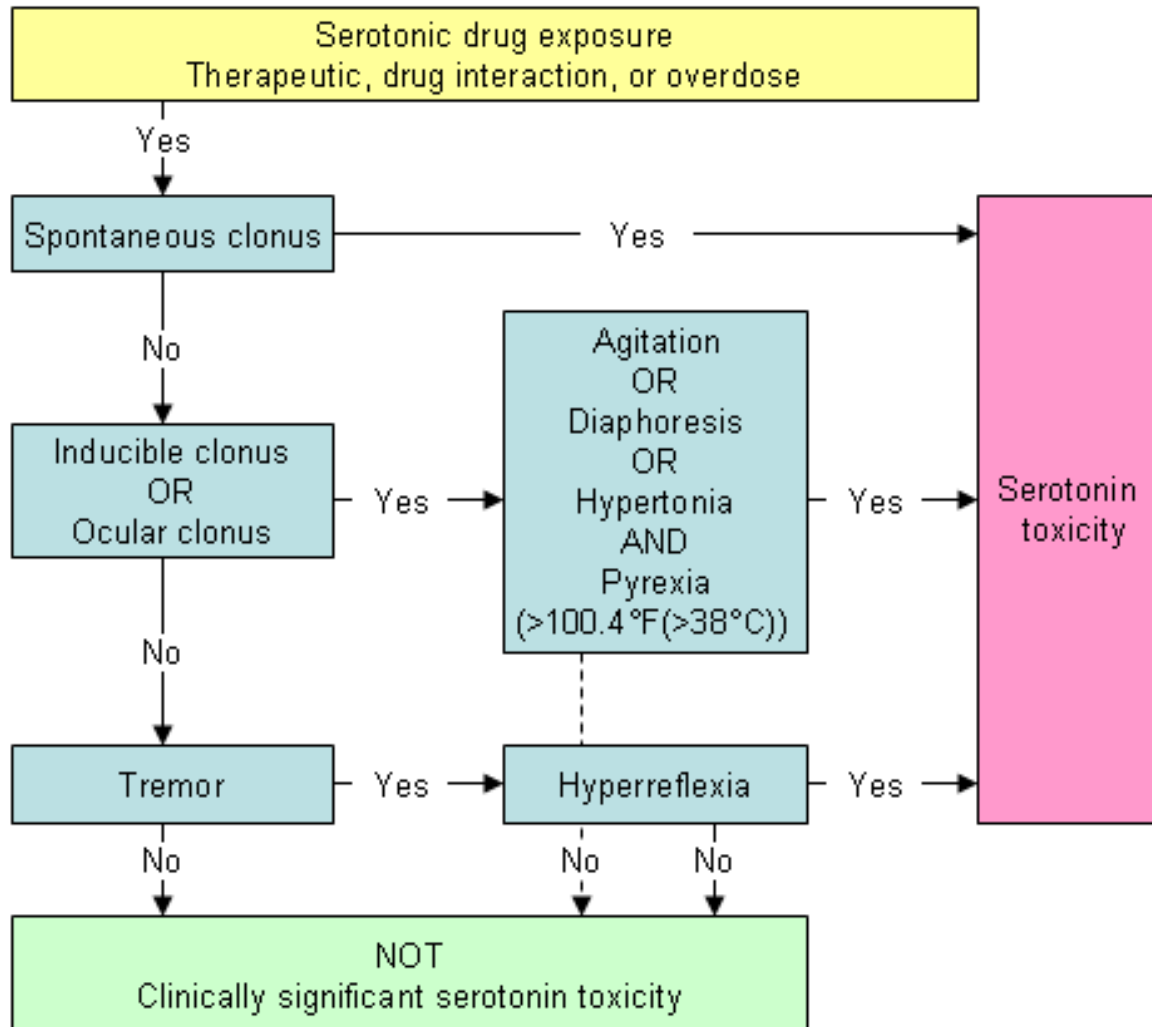 Serotonic drug exposure
Therapeutic, drug interaction, or overdose
Yes
Spontaneous clonus
Yes
No
Inducible clonus
OR
Ocular clonus
Yes
Agitation
OR
Diaphoresis
OR
Hypertonia
AND
Pyrexia
(>100.4°F(>38°C))
Yes
Serotonin
toxicity
No
Tremor
Yes
Hyperreflexia
Yes
No
No
No
NOT
Clinically significant serotonin toxicity